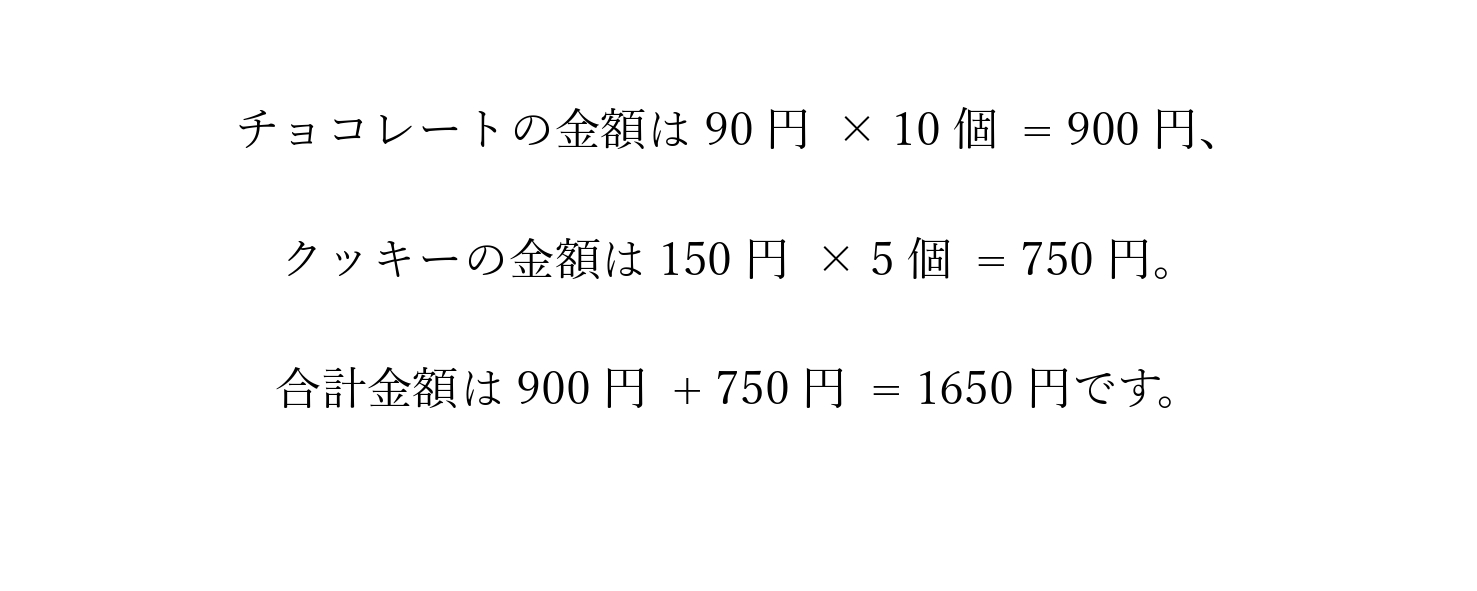 チョコレートの金額は 90 円 × 10 個 = 900 円、
クッキーの金額は 150 円 × 5 個 = 750 円。
合計金額は 900 円 + 750 円 = 1650 円です。